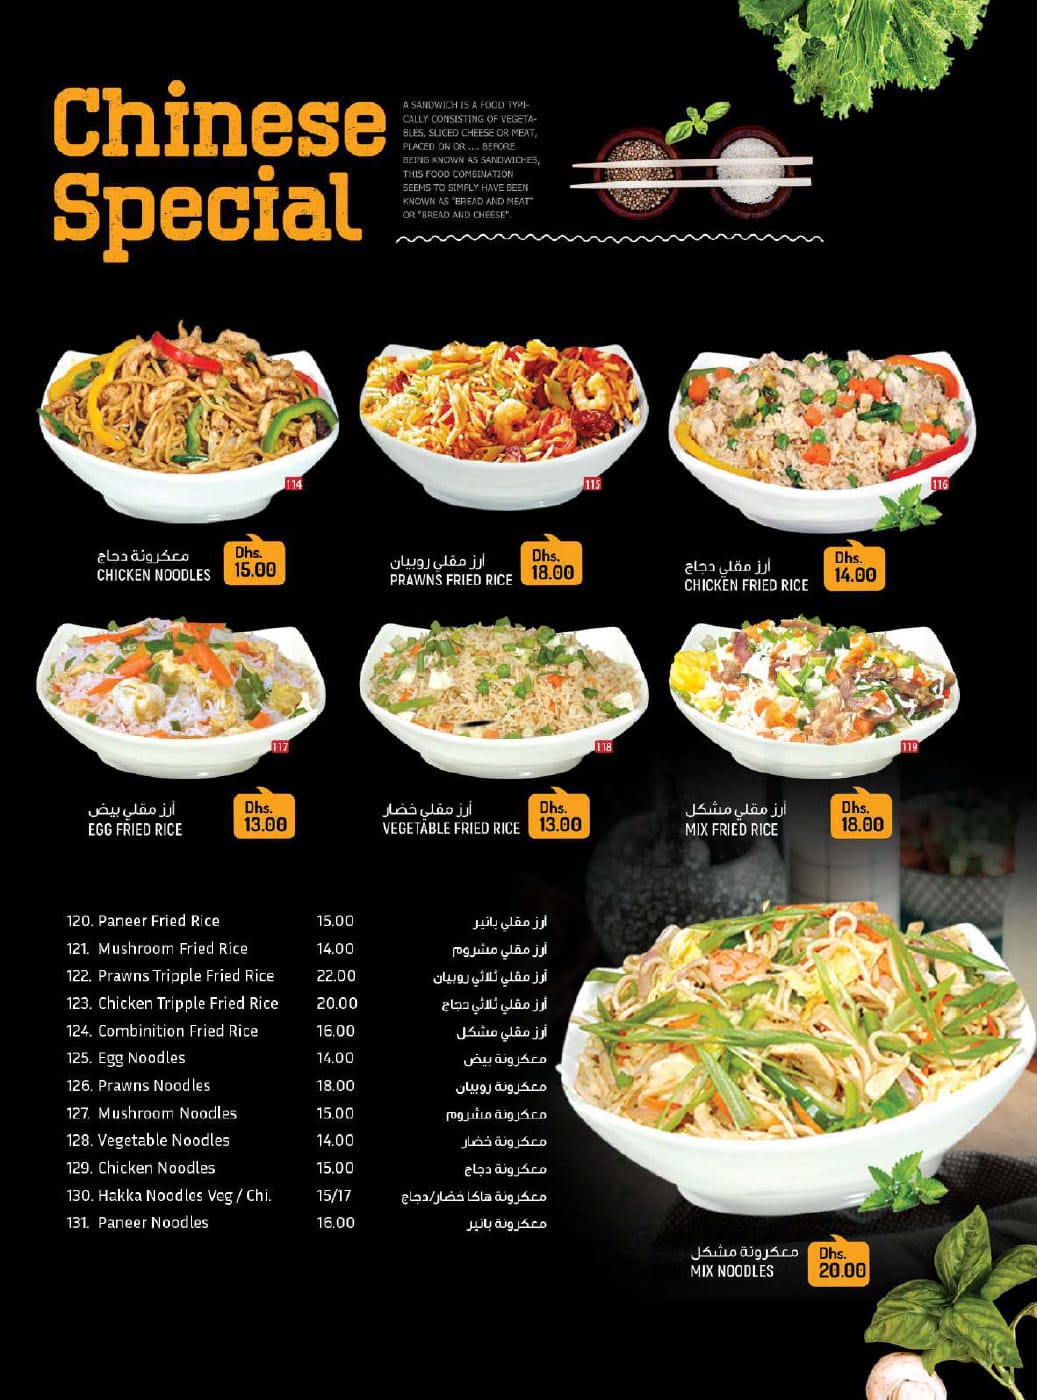 Chinese
Special
A SANDWICH IS A FOOD TYPI-
CALLY CONSISTING OF VEGETA-
BLES, SLICED CHEESE OR MEAT,
PLACED ON OR .... BEFORE
BEING KNOWN AS SANDWICHES,
THIS FOOD COMBINATION
SEEMS TO SIMPLY HAVE BEEN
KNOWN AS "BREAD AND MEAT"
OR "BREAD AND CHEESE".
114
115
116
معكرونة دجاج
CHICKEN NOODLES
Dhs.
15.00
أرز مقلي روبيان
PRAWNS FRIED RICE
Dhs.
18.00
أرز مقلي دجاج
CHICKEN FRIED RICE
Dhs.
14.00
117
118
119
أرز مقلي بيض
EGG FRIED RICE
Dhs.
13.00
أرز مقلي خضار
VEGETABLE FRIED RICE
Dhs.
13.00
أرز مقلي مشكل
MIX FRIED RICE
Dhs.
18.00
120. Paneer Fried Rice 15.00 أرز مقلي بانير
121. Mushroom Fried Rice 14.00 أرز مقلي مشروم
122. Prawns Tripple Fried Rice 22.00 أرز مقلي ثلاثي روبيان
123. Chicken Tripple Fried Rice 20.00 أرز مقلي ثلاثي دجاج
124. Combinition Fried Rice 16.00 أرز مقلي مشكل
125. Egg Noodles 14.00 معكرونة بيض
126. Prawns Noodles 18.00 معكرونة روبيان
127. Mushroom Noodles 15.00 معكرونة مشروم
128. Vegetable Noodles 14.00 معكرونة خضار
129. Chicken Noodles 15.00 معكرونة دجاج
130. Hakka Noodles Veg / Chi. 15/17 معكرونة هاكا خضار/دجاج
131. Paneer Noodles 16.00 معكرونة بانير
معكرونة مشكل
MIX NOODLES
Dhs.
20.00